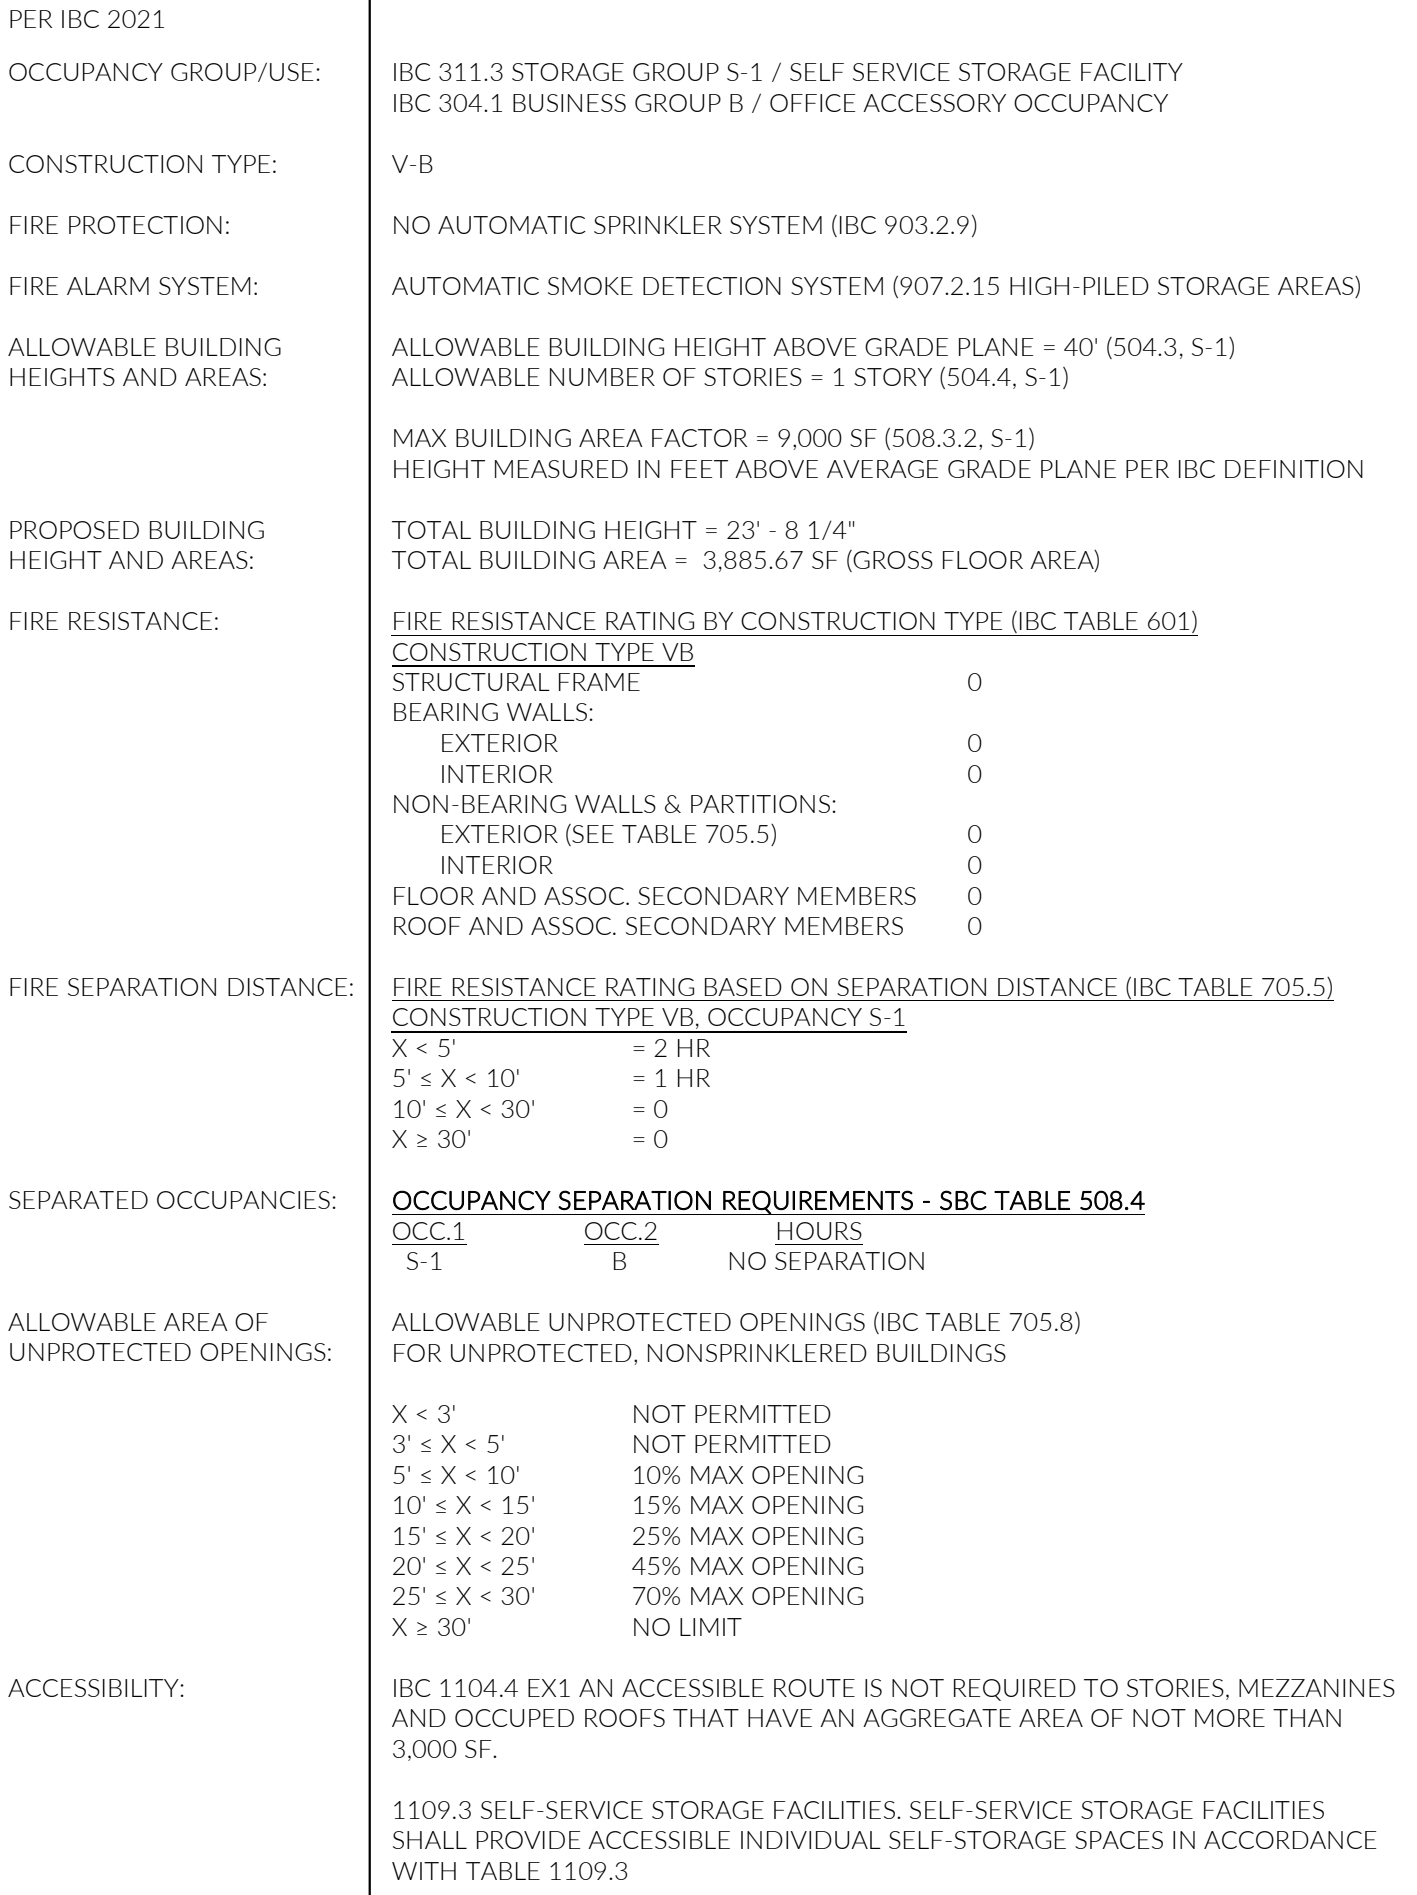 PER IBC 2021
OCCUPANCY GROUP/USE: IBC 311.3 STORAGE GROUP S-1 / SELF SERVICE STORAGE FACILITY
IBC 304.1 BUSINESS GROUP B / OFFICE ACCESSORY OCCUPANCY
CONSTRUCTION TYPE: V-B
FIRE PROTECTION: NO AUTOMATIC SPRINKLER SYSTEM (IBC 903.2.9)
FIRE ALARM SYSTEM: AUTOMATIC SMOKE DETECTION SYSTEM (907.2.15 HIGH-PILED STORAGE AREAS)
ALLOWABLE BUILDING ALLOWABLE BUILDING HEIGHT ABOVE GRADE PLANE = 40' (504.3, S-1)
HEIGHTS AND AREAS: ALLOWABLE NUMBER OF STORIES = 1 STORY (504.4, S-1)
MAX BUILDING AREA FACTOR = 9,000 SF (508.3.2, S-1)
HEIGHT MEASURED IN FEET ABOVE AVERAGE GRADE PLANE PER IBC DEFINITION
PROPOSED BUILDING TOTAL BUILDING HEIGHT = 23' - 8 1/4"
HEIGHT AND AREAS: TOTAL BUILDING AREA = 3,885.67 SF (GROSS FLOOR AREA)
FIRE RESISTANCE: FIRE RESISTANCE RATING BY CONSTRUCTION TYPE (IBC TABLE 601)
CONSTRUCTION TYPE VB
STRUCTURAL FRAME 0
BEARING WALLS:
EXTERIOR 0
INTERIOR 0
NON-BEARING WALLS & PARTITIONS:
EXTERIOR (SEE TABLE 705.5) 0
INTERIOR 0
FLOOR AND ASSOC. SECONDARY MEMBERS 0
ROOF AND ASSOC. SECONDARY MEMBERS 0
FIRE SEPARATION DISTANCE: FIRE RESISTANCE RATING BASED ON SEPARATION DISTANCE (IBC TABLE 705.5)
CONSTRUCTION TYPE VB, OCCUPANCY S-1
X < 5' = 2 HR
5' ≤ X < 10' = 1 HR
10' ≤ X < 30' = 0
X ≥ 30' = 0
SEPARATED OCCUPANCIES: OCCUPANCY SEPARATION REQUIREMENTS - SBC TABLE 508.4
OCC.1 OCC.2 HOURS
S-1 B NO SEPARATION
ALLOWABLE AREA OF ALLOWABLE UNPROTECTED OPENINGS (IBC TABLE 705.8)
UNPROTECTED OPENINGS: FOR UNPROTECTED, NONSPRINKLERED BUILDINGS
X < 3' NOT PERMITTED
3' ≤ X < 5' NOT PERMITTED
5' ≤ X < 10' 10% MAX OPENING
10' ≤ X < 15' 15% MAX OPENING
15' ≤ X < 20' 25% MAX OPENING
20' ≤ X < 25' 45% MAX OPENING
25' ≤ X < 30' 70% MAX OPENING
X ≥ 30' NO LIMIT
ACCESSIBILITY: IBC 1104.4 EX1 AN ACCESSIBLE ROUTE IS NOT REQUIRED TO STORIES, MEZZANINES
AND OCCUPED ROOFS THAT HAVE AN AGGREGATE AREA OF NOT MORE THAN
3,000 SF.
1109.3 SELF-SERVICE STORAGE FACILITIES. SELF-SERVICE STORAGE FACILITIES
SHALL PROVIDE ACCESSIBLE INDIVIDUAL SELF-STORAGE SPACES IN ACCORDANCE
WITH TABLE 1109.3